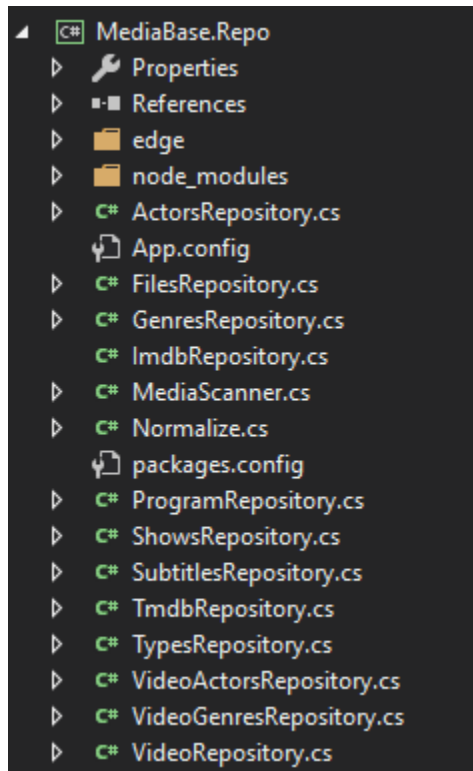 C# MediaBase.Repo
Properties
References
edge
node_modules
C# ActorsRepository.cs
App.config
C# FilesRepository.cs
C# GenresRepository.cs
C# ImdbRepository.cs
C# MediaScanner.cs
C# Normalize.cs
packages.config
C# ProgramRepository.cs
C# ShowsRepository.cs
C# SubtitlesRepository.cs
C# TmdbRepository.cs
C# TypesRepository.cs
C# VideoActorsRepository.cs
C# VideoGenresRepository.cs
C# VideoRepository.cs